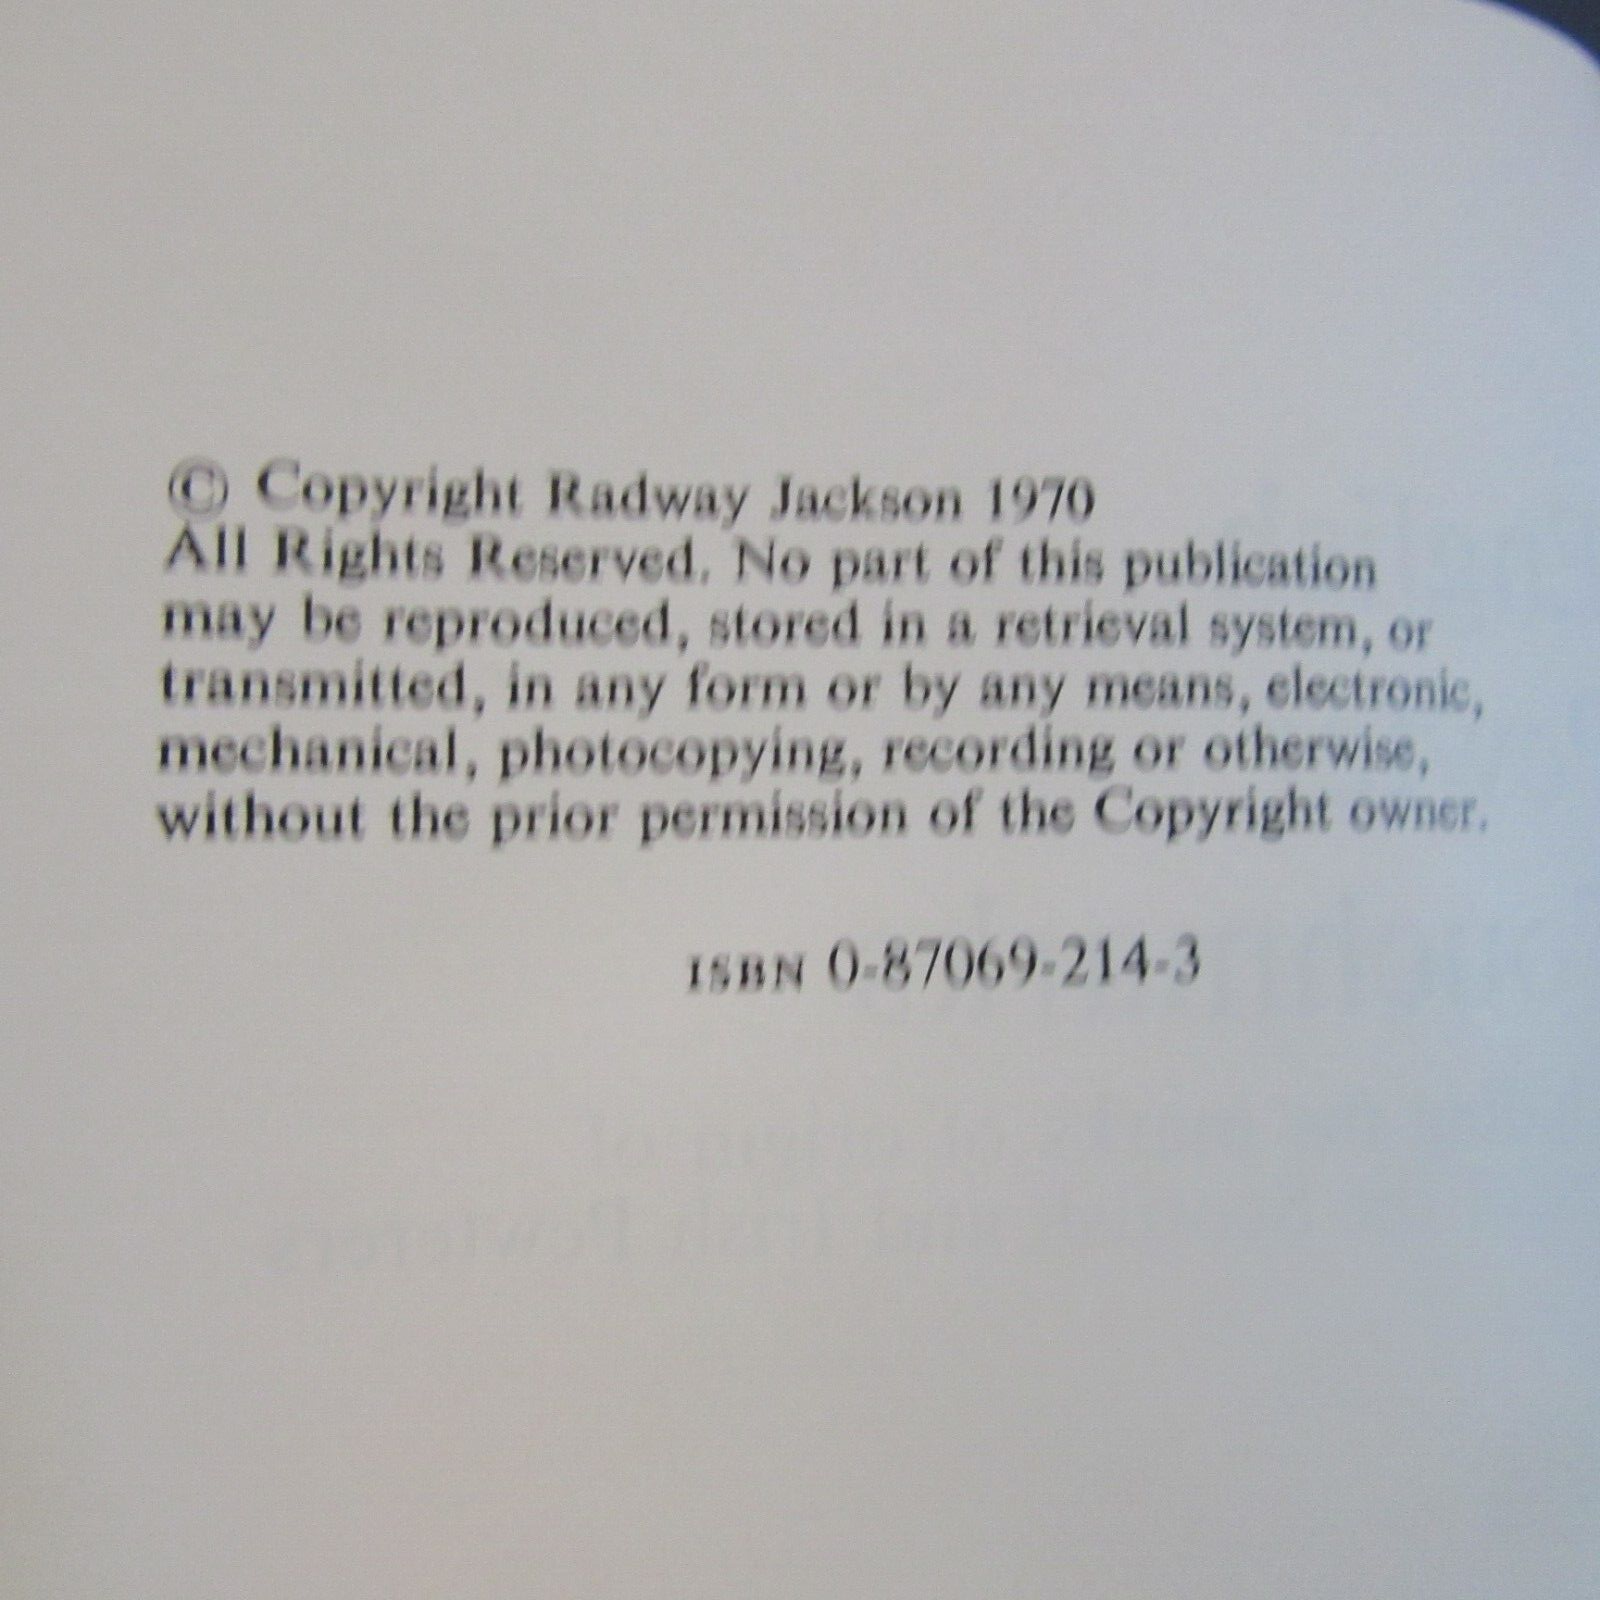 © Copyright Radway Jackson 1970
All Rights Reserved. No part of this publication
may be reproduced, stored in a retrieval system, or
transmitted, in any form or by any means, electronic,
mechanical, photocopying, recording or otherwise,
without the prior permission of the Copyright owner.
ISBN 0-87069-214-3